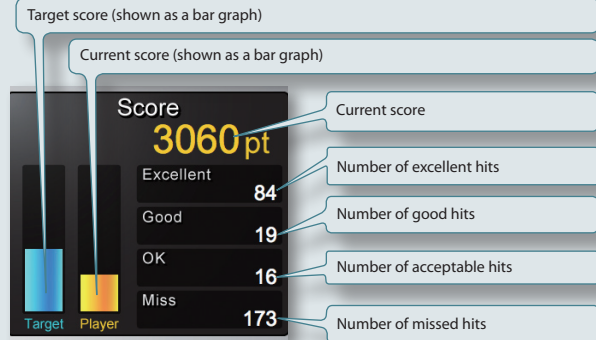 Target score (shown as a bar graph)
Current score (shown as a bar graph)
Score
3060 pt
Current score
Excellent
84
Number of excellent hits
Good
19
Number of good hits
OK
16
Number of acceptable hits
Miss
173
Number of missed hits
Target Player